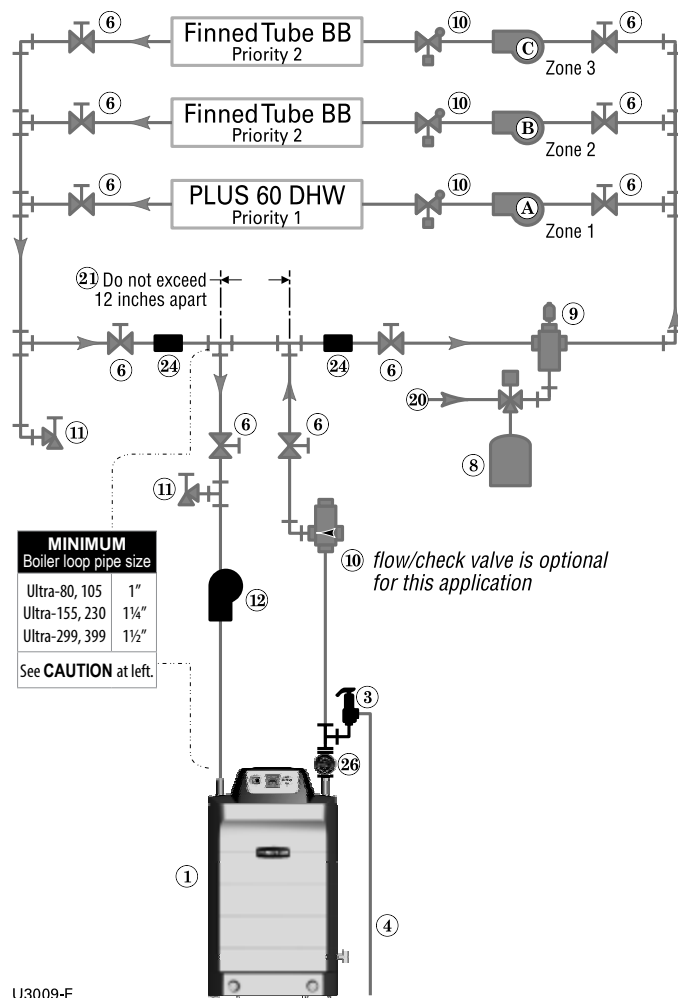 6
Finned Tube BB
Priority 2
10
C
6
Zone 3
6
Finned Tube BB
Priority 2
10
B
6
Zone 2
6
PLUS 60 DHW
Priority 1
10
A
6
Zone 1
21 Do not exceed
12 inches apart
9
6
24
24
6
20
11
6
6
8
11
MINIMUM
Boiler loop pipe size
Ultra-80, 105 1”
Ultra-155, 230 1¼”
Ultra-299, 399 1½”
See CAUTION at left.
10 flow/check valve is optional
for this application
12
3
26
1
4
U3009-F